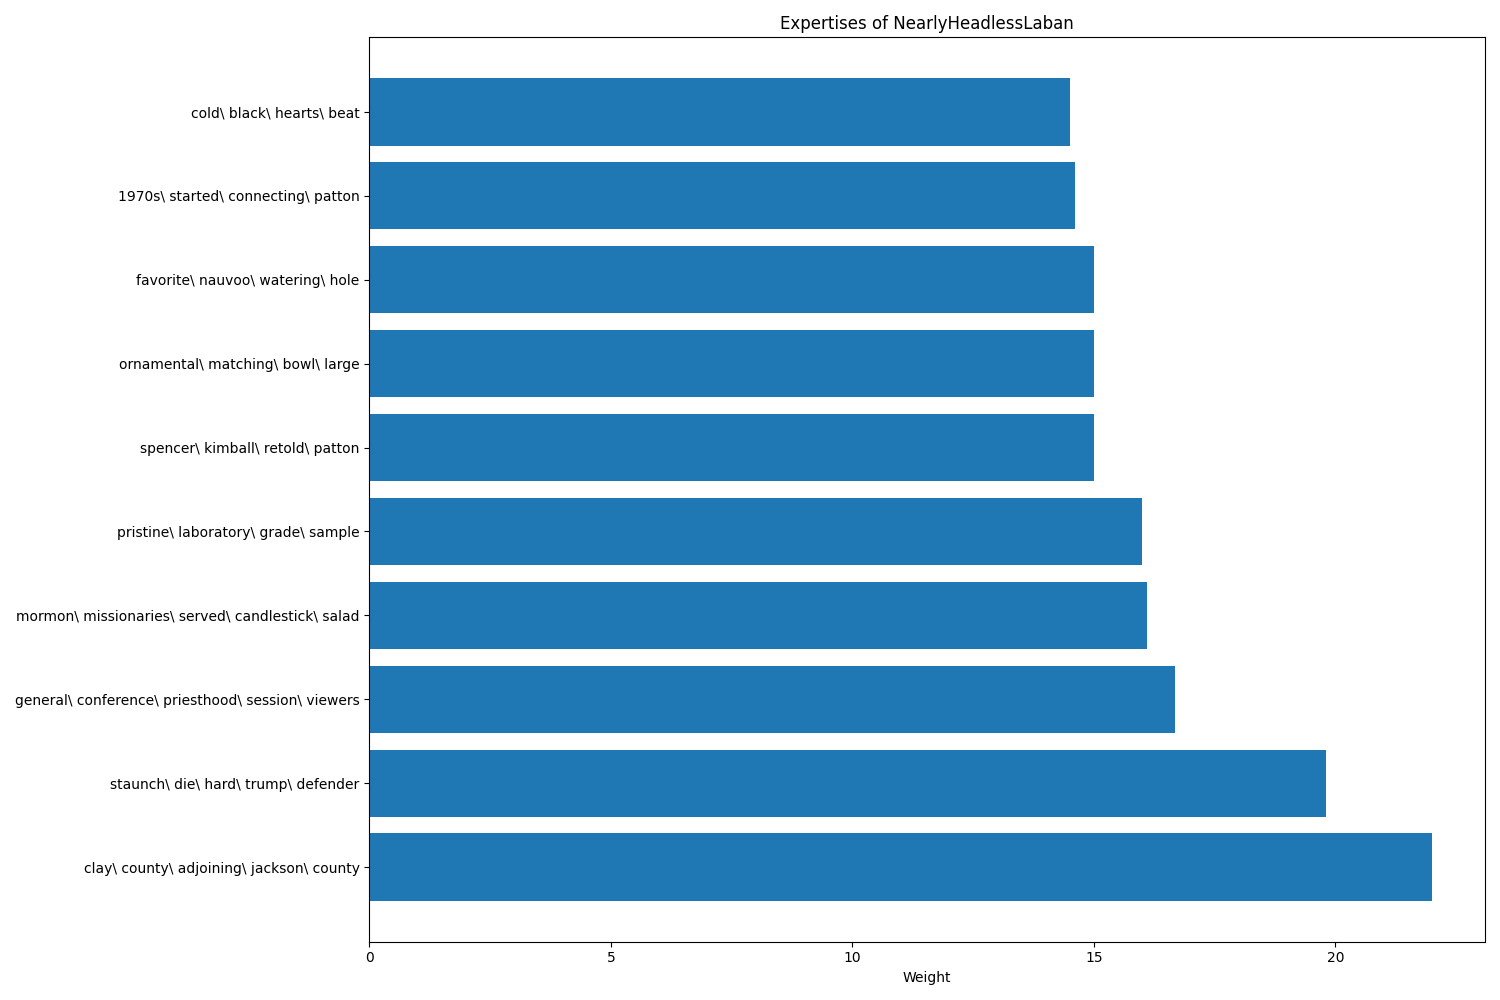 Expertises of NearlyHeadlessLaban
cold\ black\ hearts\ beat
1970s\ started\ connecting\ patton
favorite\ nauvoo\ watering\ hole
ornamental\ matching\ bowl\ large
spencer\ kimball\ retold\ patton
pristine\ laboratory\ grade\ sample
mormon\ missionaries\ served\ candlestick\ salad
general\ conference\ priesthood\ session\ viewers
staunch\ die\ hard\ trump\ defender
clay\ county\ adjoining\ jackson\ county
0 5 10 15 20
Weight